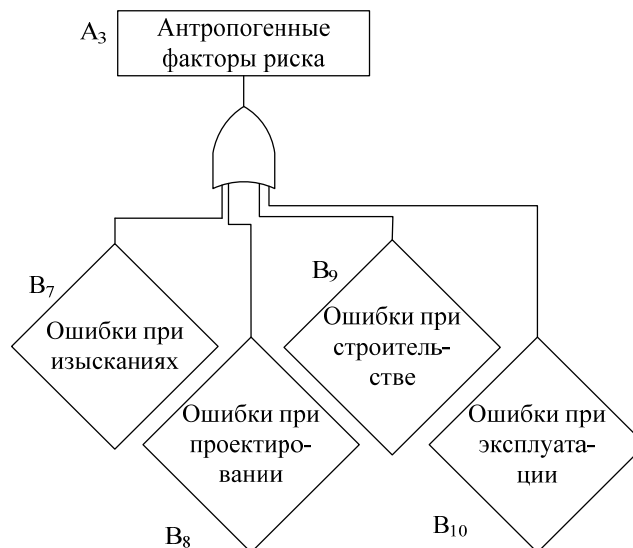 A3
Антропогенные
факторы риска
B7
Ошибки при
изысканиях
B9
Ошибки при
строитель-
стве
Ошибки при
проектиро-
вании
B8
Ошибки при
эксплуата-
ции
B10